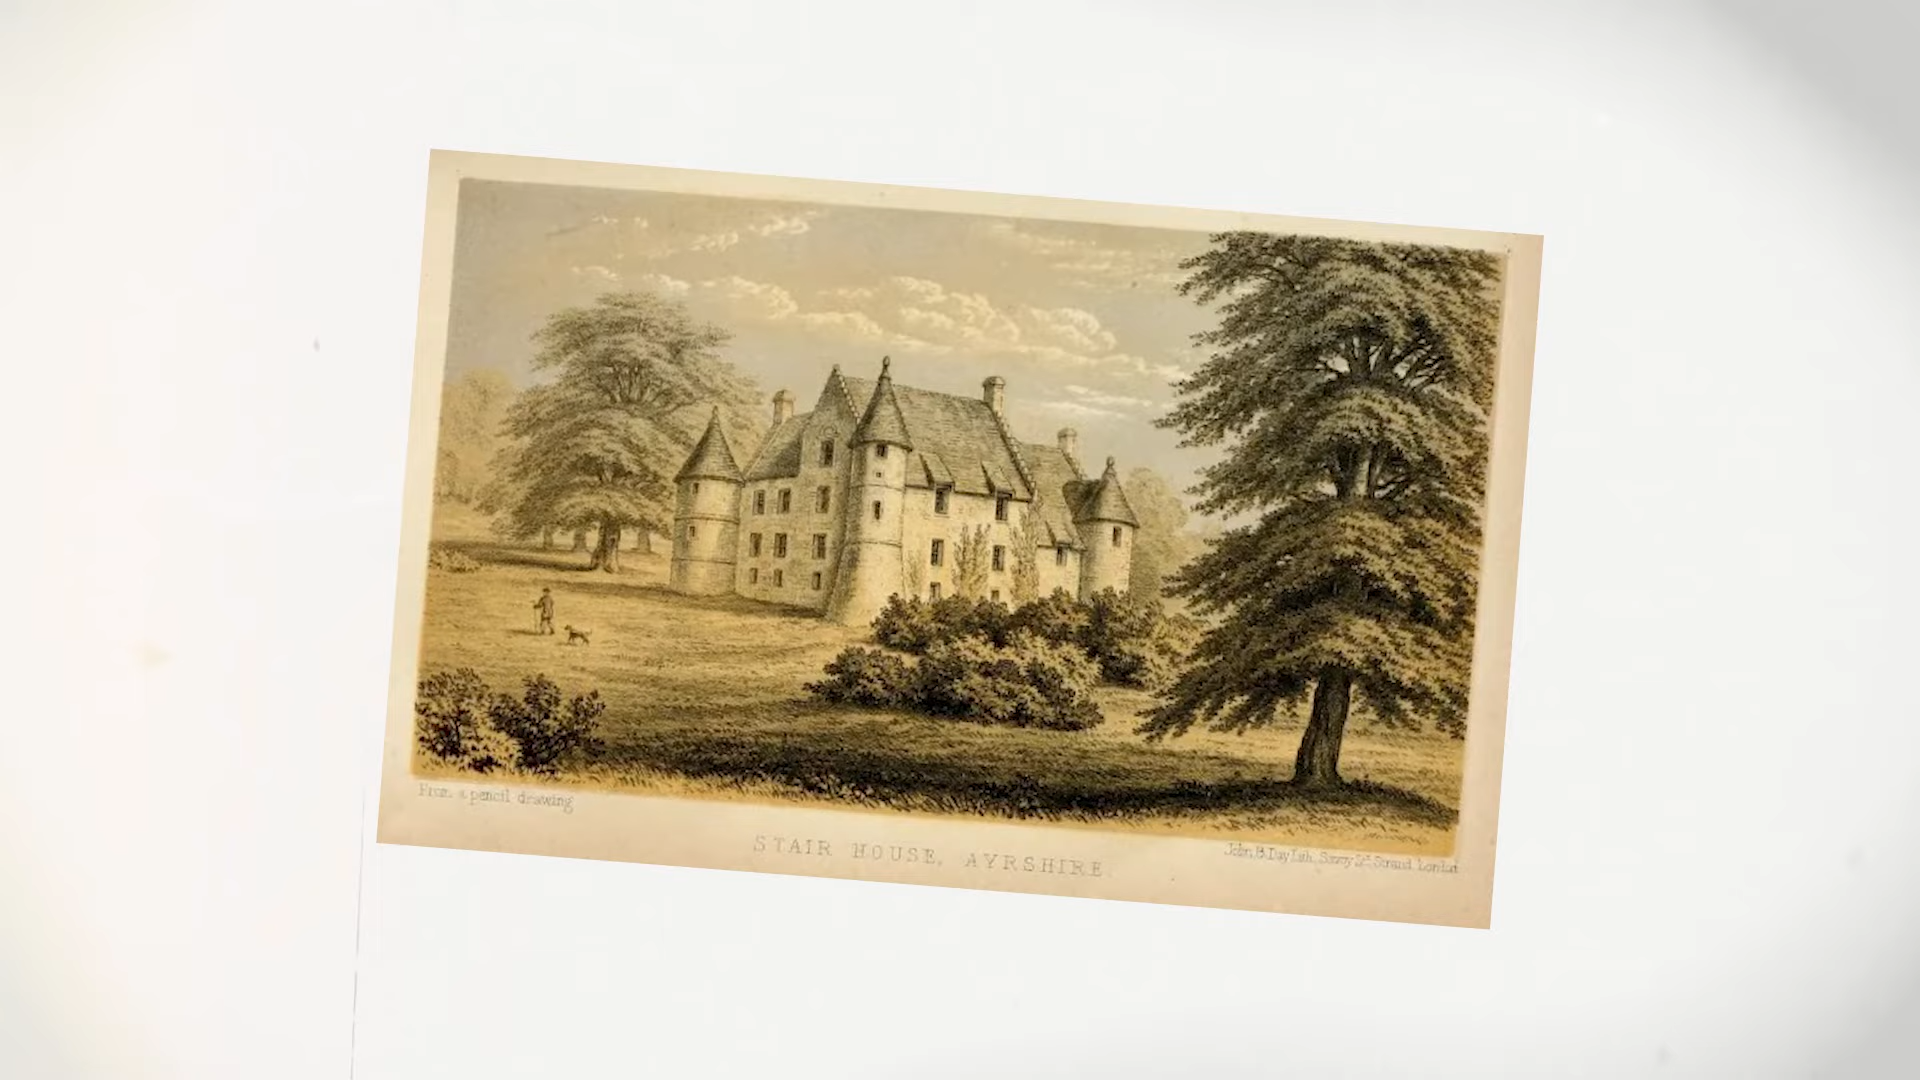 From a pencil drawing
STAIR HOUSE, AYRSHIRE.
John B. Day Lith. Savoy St. Strand London